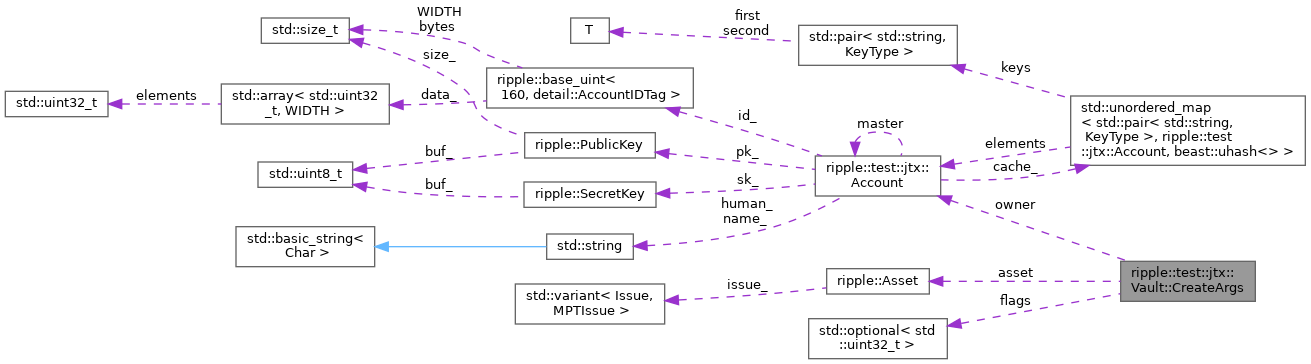 std::size_t
WIDTH
bytes
size_
T
first
second
std::pair< std::string,
KeyType >
keys
std::uint32_t
elements
std::array< std::uint32
_t, WIDTH >
data_
ripple::base_uint<
160, detail::AccountIDTag >
id_
master
std::unordered_map
< std::pair< std::string,
KeyType >, ripple::test
::jtx::Account, beast::uhash<> >
elements
cache_
std::uint8_t
buf_
buf_
ripple::PublicKey
pk_
ripple::SecretKey
sk_
ripple::test::jtx::
Account
human_
name_
owner
std::basic_string<
Char >
std::string
std::variant< Issue,
MPTIssue >
issue_
ripple::Asset
asset
flags
ripple::test::jtx::
Vault::CreateArgs
std::optional< std
::uint32_t >